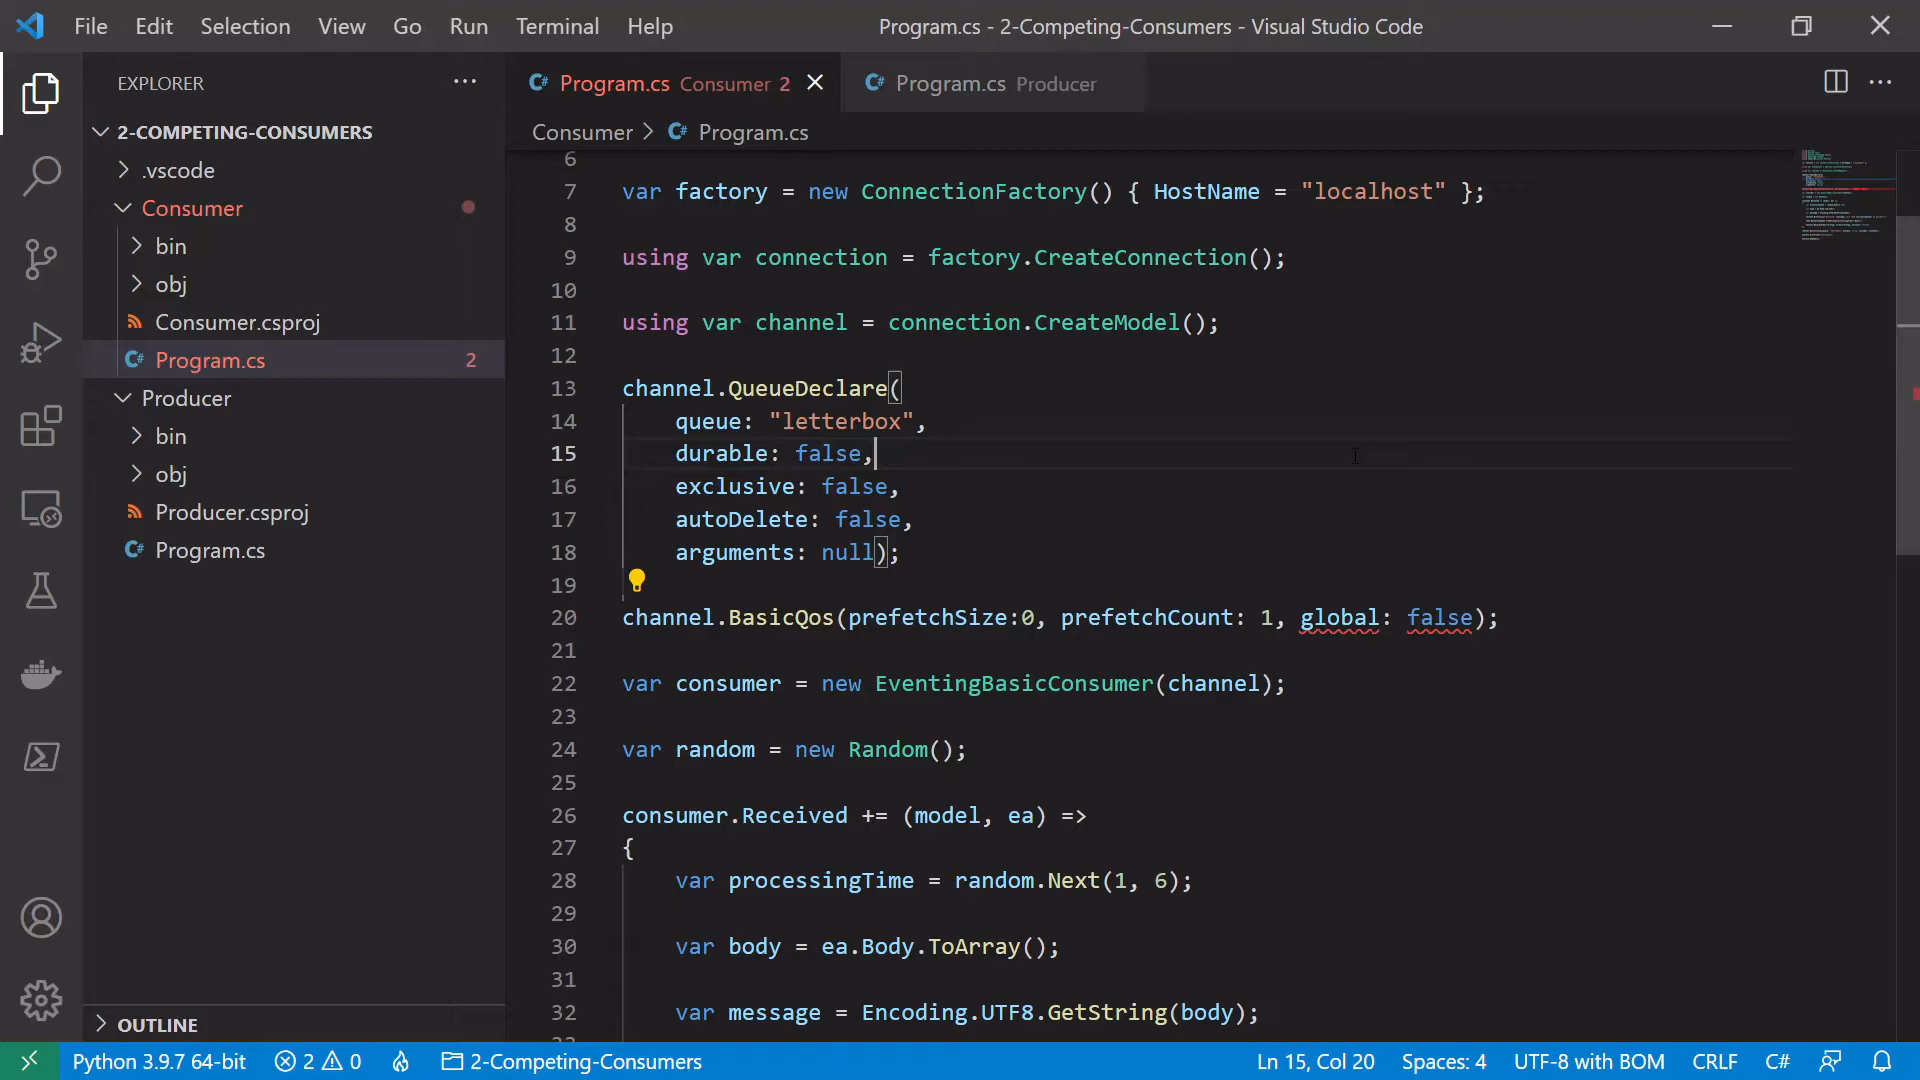 File Edit Selection View Go Run Terminal Help
Program.cs - 2-Competing-Consumers - Visual Studio Code
EXPLORER
2-COMPETING-CONSUMERS
.vscode
Consumer
bin
obj
Consumer.csproj
Program.cs 2
Producer
bin
obj
Producer.csproj
Program.cs
OUTLINE
Program.cs Consumer 2
Program.cs Producer
Consumer > Program.cs
6
7 var factory = new ConnectionFactory() { HostName = "localhost" };
8
9 using var connection = factory.CreateConnection();
10
11 using var channel = connection.CreateModel();
12
13 channel.QueueDeclare(
14 queue: "letterbox",
15 durable: false,
16 exclusive: false,
17 autoDelete: false,
18 arguments: null);
19
20 channel.BasicQos(prefetchSize:0, prefetchCount: 1, global: false);
21
22 var consumer = new EventingBasicConsumer(channel);
23
24 var random = new Random();
25
26 consumer.Received += (model, ea) =>
27 {
28 var processingTime = random.Next(1, 6);
29
30 var body = ea.Body.ToArray();
31
32 var message = Encoding.UTF8.GetString(body);
Python 3.9.7 64-bit 2 0 2-Competing-Consumers Ln 15, Col 20 Spaces: 4 UTF-8 with BOM CRLF C#